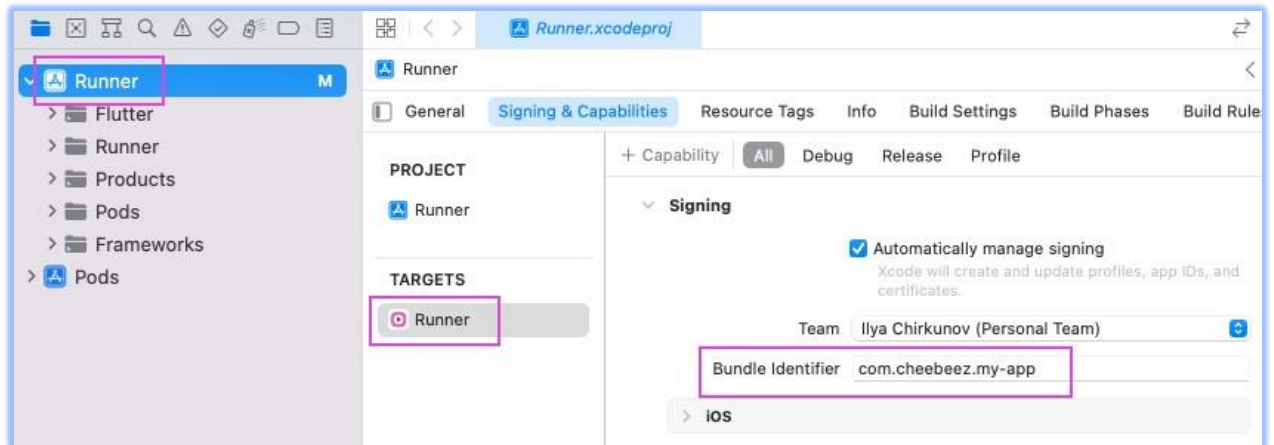 Runner.xcodeproj
Runner M
Flutter
Runner
Products
Pods
Frameworks
Pods
Runner
General Signing & Capabilities Resource Tags Info Build Settings Build Phases Build Rule
PROJECT
Runner
TARGETS
Runner
+ Capability All Debug Release Profile
Signing
Automatically manage signing
Xcode will create and update profiles, app IDs, and
certificates.
Team Ilya Chirkunov (Personal Team)
Bundle Identifier com.cheebeez.my-app
iOS